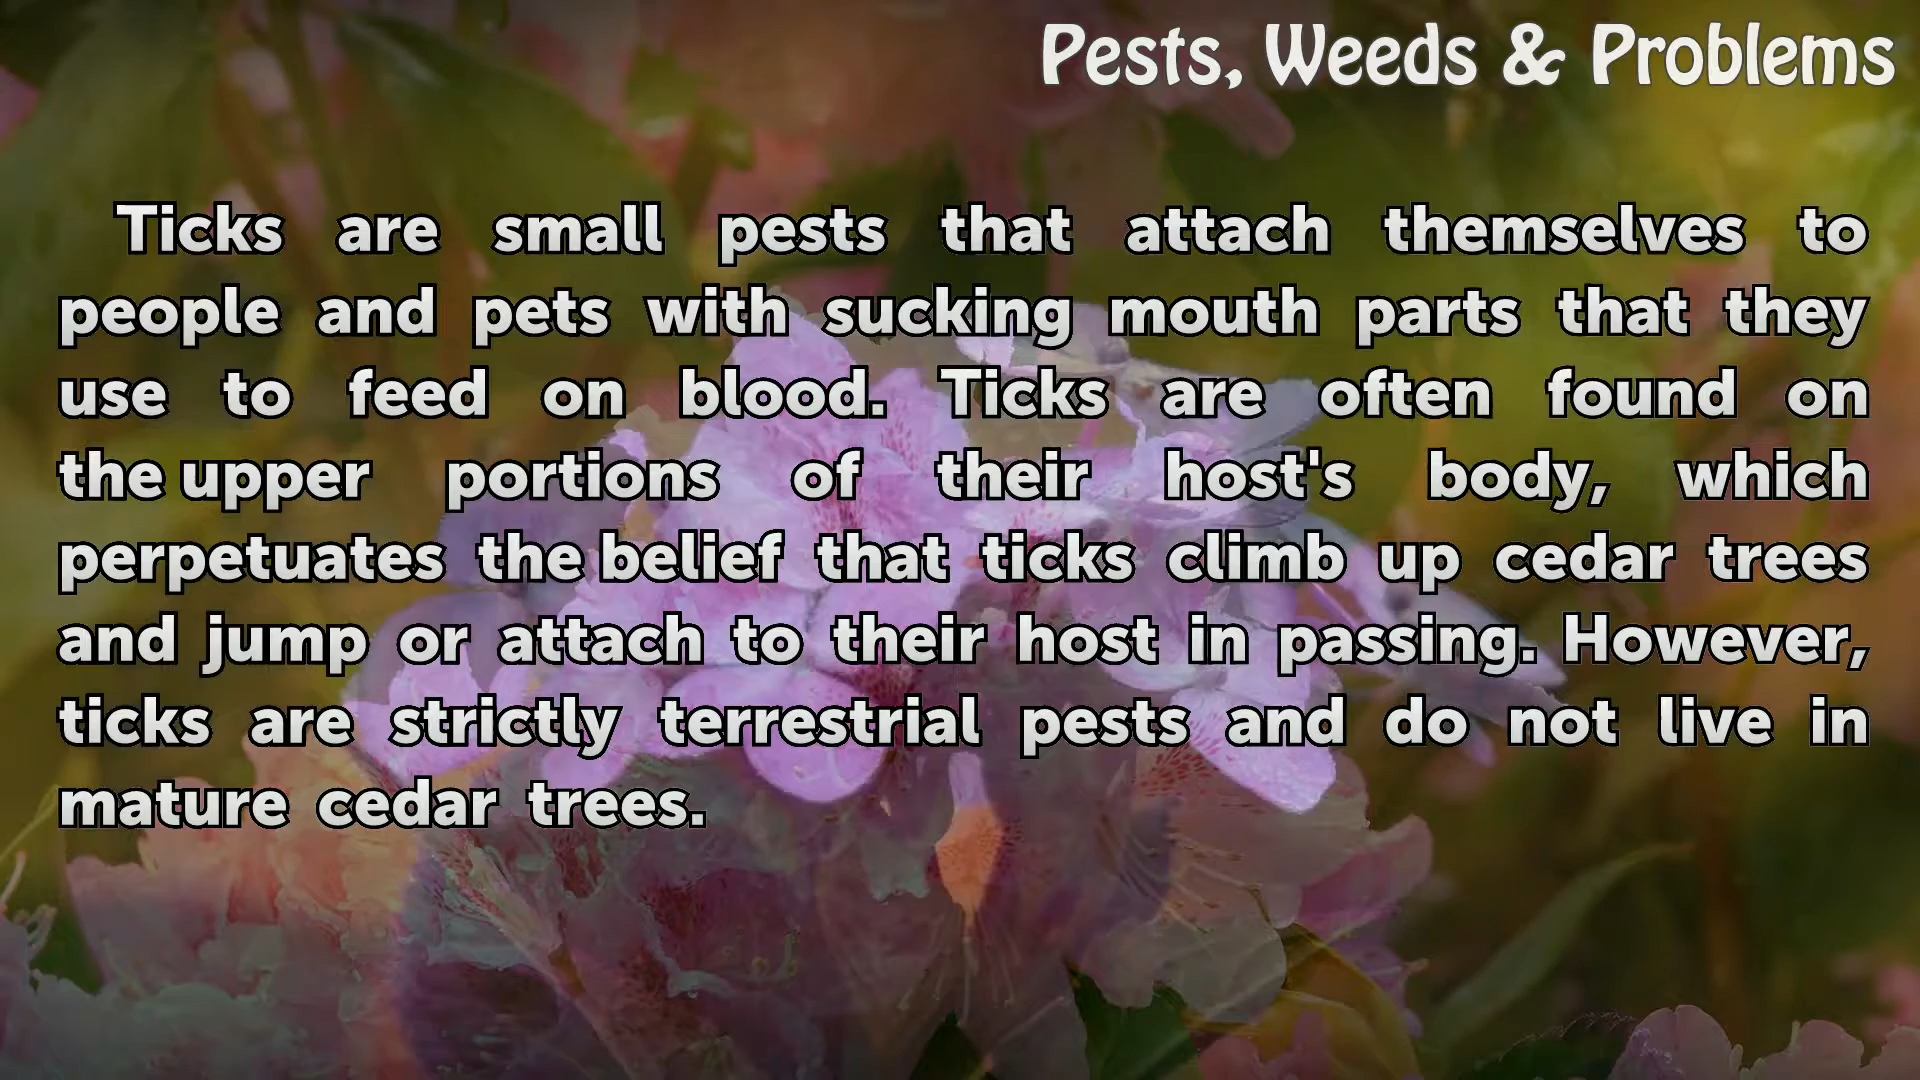 Pests, Weeds & Problems
Ticks are small pests that attach themselves to
people and pets with sucking mouth parts that they
use to feed on blood. Ticks are often found on
the upper portions of their host's body, which
perpetuates the belief that ticks climb up cedar trees
and jump or attach to their host in passing. However,
ticks are strictly terrestrial pests and do not live in
mature cedar trees.